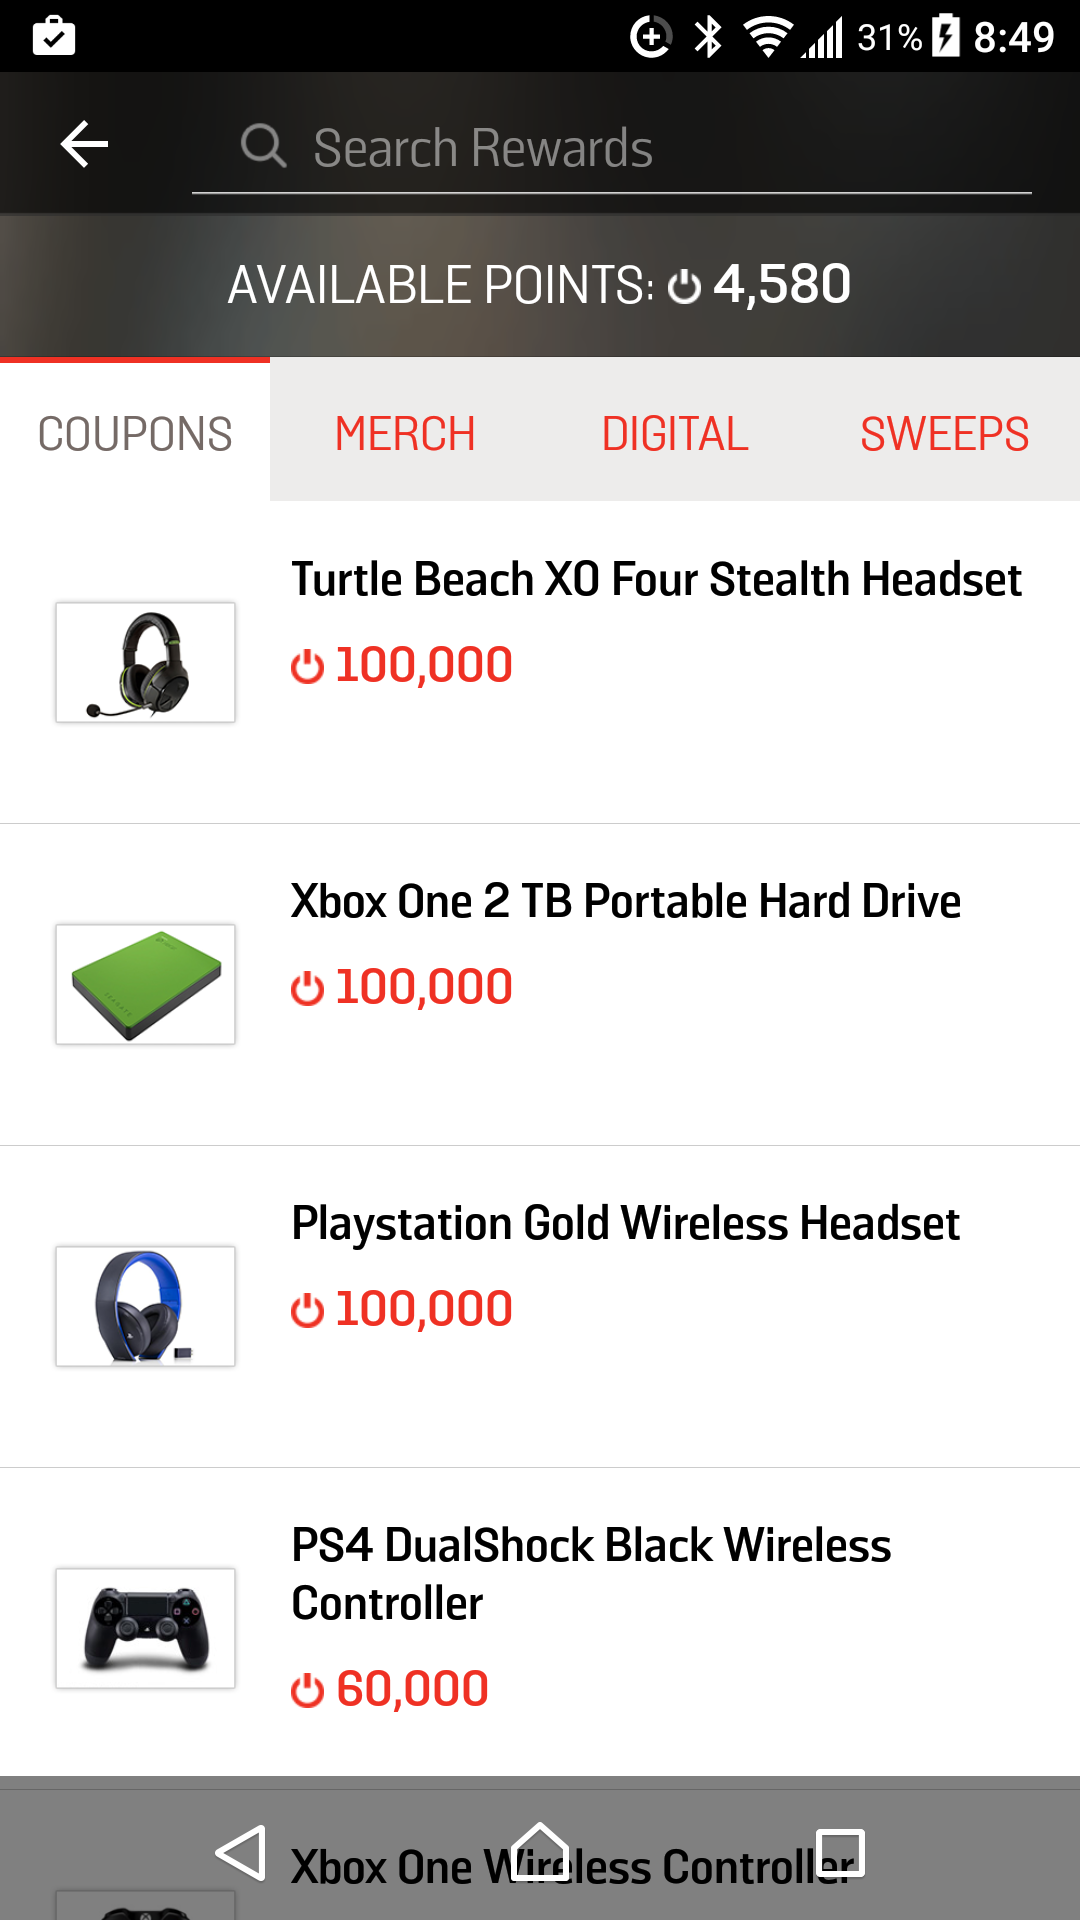 31% 8:49
Search Rewards
AVAILABLE POINTS: 4,580
COUPONS MERCH DIGITAL SWEEPS
Turtle Beach XO Four Stealth Headset
100,000
Xbox One 2 TB Portable Hard Drive
100,000
Playstation Gold Wireless Headset
100,000
PS4 DualShock Black Wireless
Controller
60,000
Xbox One Wireless Controller